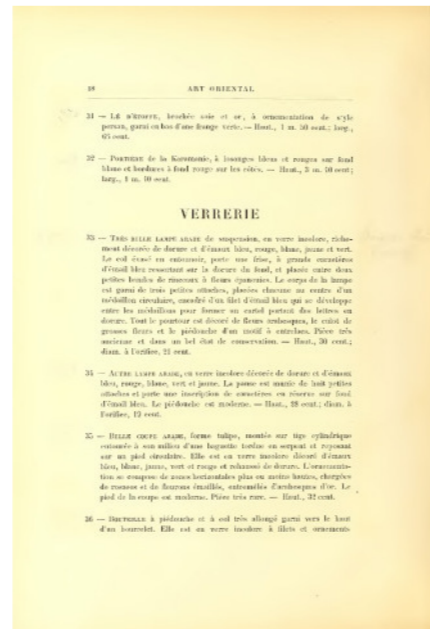 18 ART ORIENTAL
31 — LÉ D'ÉTOFFE, brochée soie et or, à ornementation de style
persan, garni en bas d'une frange verte. — Haut., 1 m. 50 cent.; larg.,
65 cent.
32 — PORTIÈRE de la Karamanie, à losanges bleus et rouges sur fond
blanc et bordures à fond rouge sur les côtés. — Haut., 3 m. 10 cent;
larg., 1 m. 10 cent.
VERRERIE
33 — TRÈS BELLE LAMPE ARABE de suspension, en verre incolore, riche-
ment décorée de dorure et d'émaux bleu, rouge, blanc, jaune et vert.
Le col évasé en entonnoir, porte une frise, à grands caractères
d'émail bleu ressortant sur la dorure du fond, et placée entre deux
petites bandes de rinceaux à fleurs épanouies. Le corps de la lampe
est garni de trois petites attaches, placées chacune au centre d'un
médaillon circulaire, encadré d'un filet d'émail bleu qui se développe
entre les médaillons pour former un cartel portant des lettres en
dorure. Tout le pourtour est décoré de fleurs arabesques, le culot de
grosses fleurs et le piédouche d'un motif à entrelacs. Pièce très
ancienne et dans un bel état de conservation. — Haut., 30 cent.;
diam. à l'orifice, 21 cent.
34 — AUTRE LAMPE ARABE, en verre incolore décorée de dorure et d'émaux
bleu, rouge, blanc, vert et jaune. La panse est munie de huit petites
attaches et porte une inscription de caractères en réserve sur fond
d'émail bleu. Le piédouche est moderne. — Haut., 28 cent.; diam. à
l'orifice, 19 cent.
35 — BELLE COUPE ARABE, forme tulipe, montée sur tige cylindrique
entourée à son milieu d'une baguette tordue en serpent et reposant
sur un pied circulaire. Elle est en verre incolore décoré d'émaux
bleu, blanc, jaune, vert et rouge et rehaussé de dorure. L'ornementa-
tion se compose de zones horizontales plus ou moins hautes, chargées
de rosaces et de fleurons émaillés, entremêlés d'arabesques d'or. Le
pied de la coupe est moderne. Pièce très rare. — Haut., 32 cent.
36 — BOUTEILLE à piédouche et à col très allongé garni vers le haut
d'un bourrelet. Elle est en verre incolore à filets et ornements